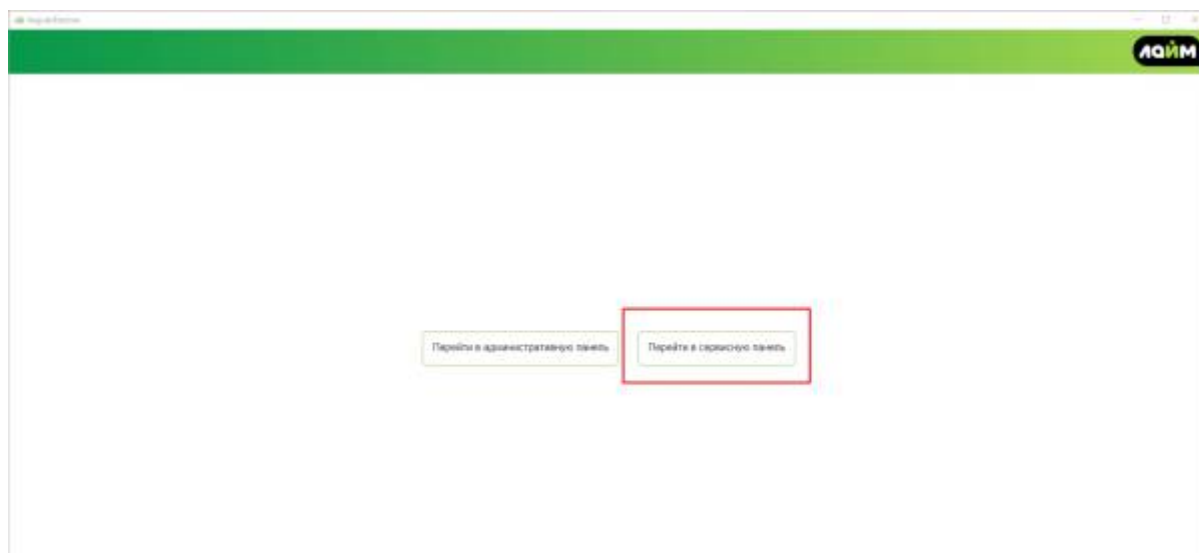 лайм
Перейти в административную панель
Перейти в сервисную панель